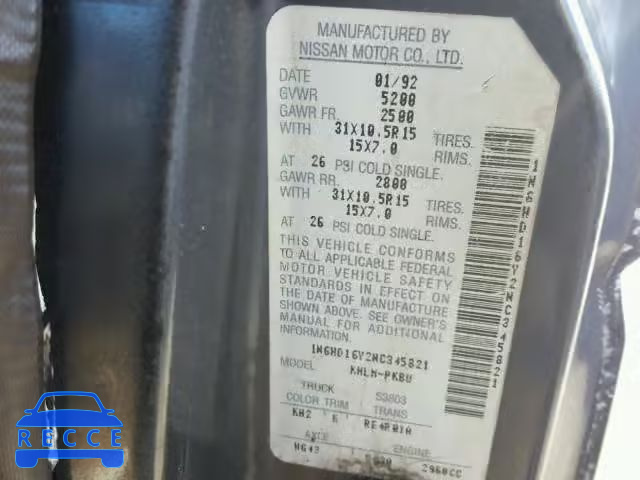 MANUFACTURED BY
NISSAN MOTOR CO., LTD.
DATE 01/92
GVWR 5200
GAWR FR. 2500
WITH 31X10.5R15 TIRES.
15X7.0 RIMS.
AT 26 PSI COLD SINGLE.
GAWR RR. 2800
WITH 31X10.5R15 TIRES.
15X7.0 RIMS.
AT 26 PSI COLD SINGLE.
THIS VEHICLE CONFORMS
TO ALL APPLICABLE FEDERAL
MOTOR VEHICLE SAFETY
STANDARDS IN EFFECT ON
THE DATE OF MANUFACTURE
SHOWN ABOVE. SEE OWNER'S
MANUAL FOR ADDITIONAL
INFORMATION.
1N6HD16Y2NC345821
MODEL
TRUCK S3803
COLOR TRIM TRANS
KH2 K RE4R01A
AXLE ENGINE
HG43 2960CC
1N6HD16Y2NC345821